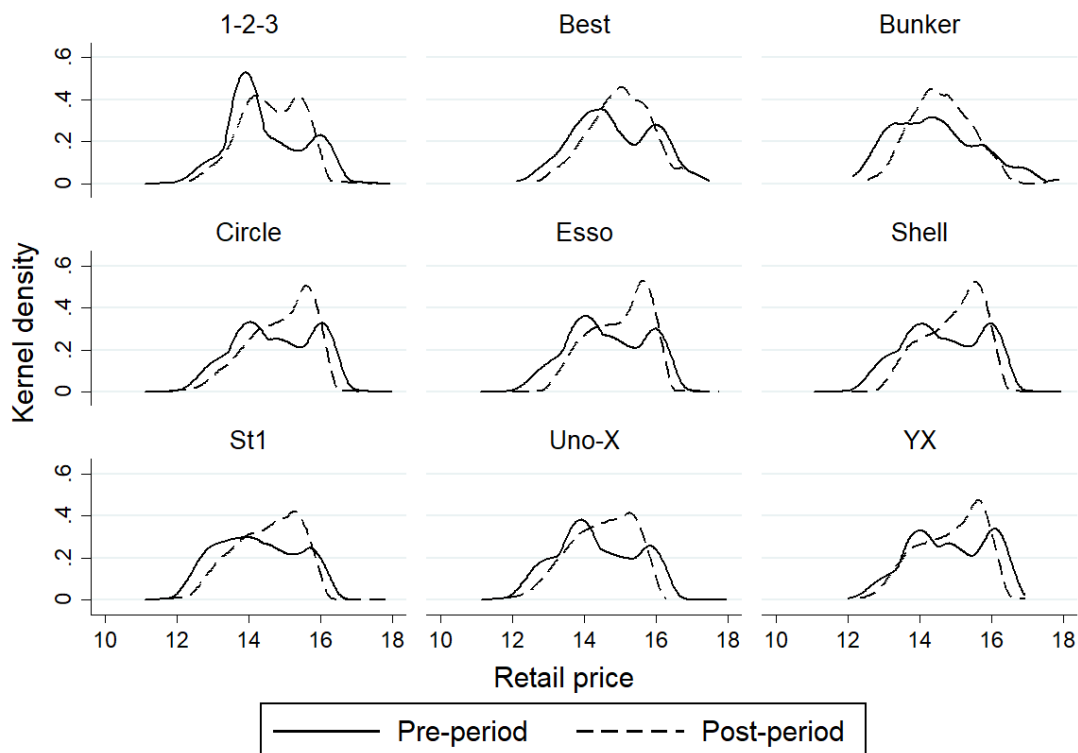 1-2-3 Best Bunker
.6
.4
.2
0
Circle Esso Shell
.6
.4
.2
0
Kernel density
St1 Uno-X YX
.6
.4
.2
0
10 12 14 16 18 10 12 14 16 18 10 12 14 16 18
Retail price
Pre-period Post-period